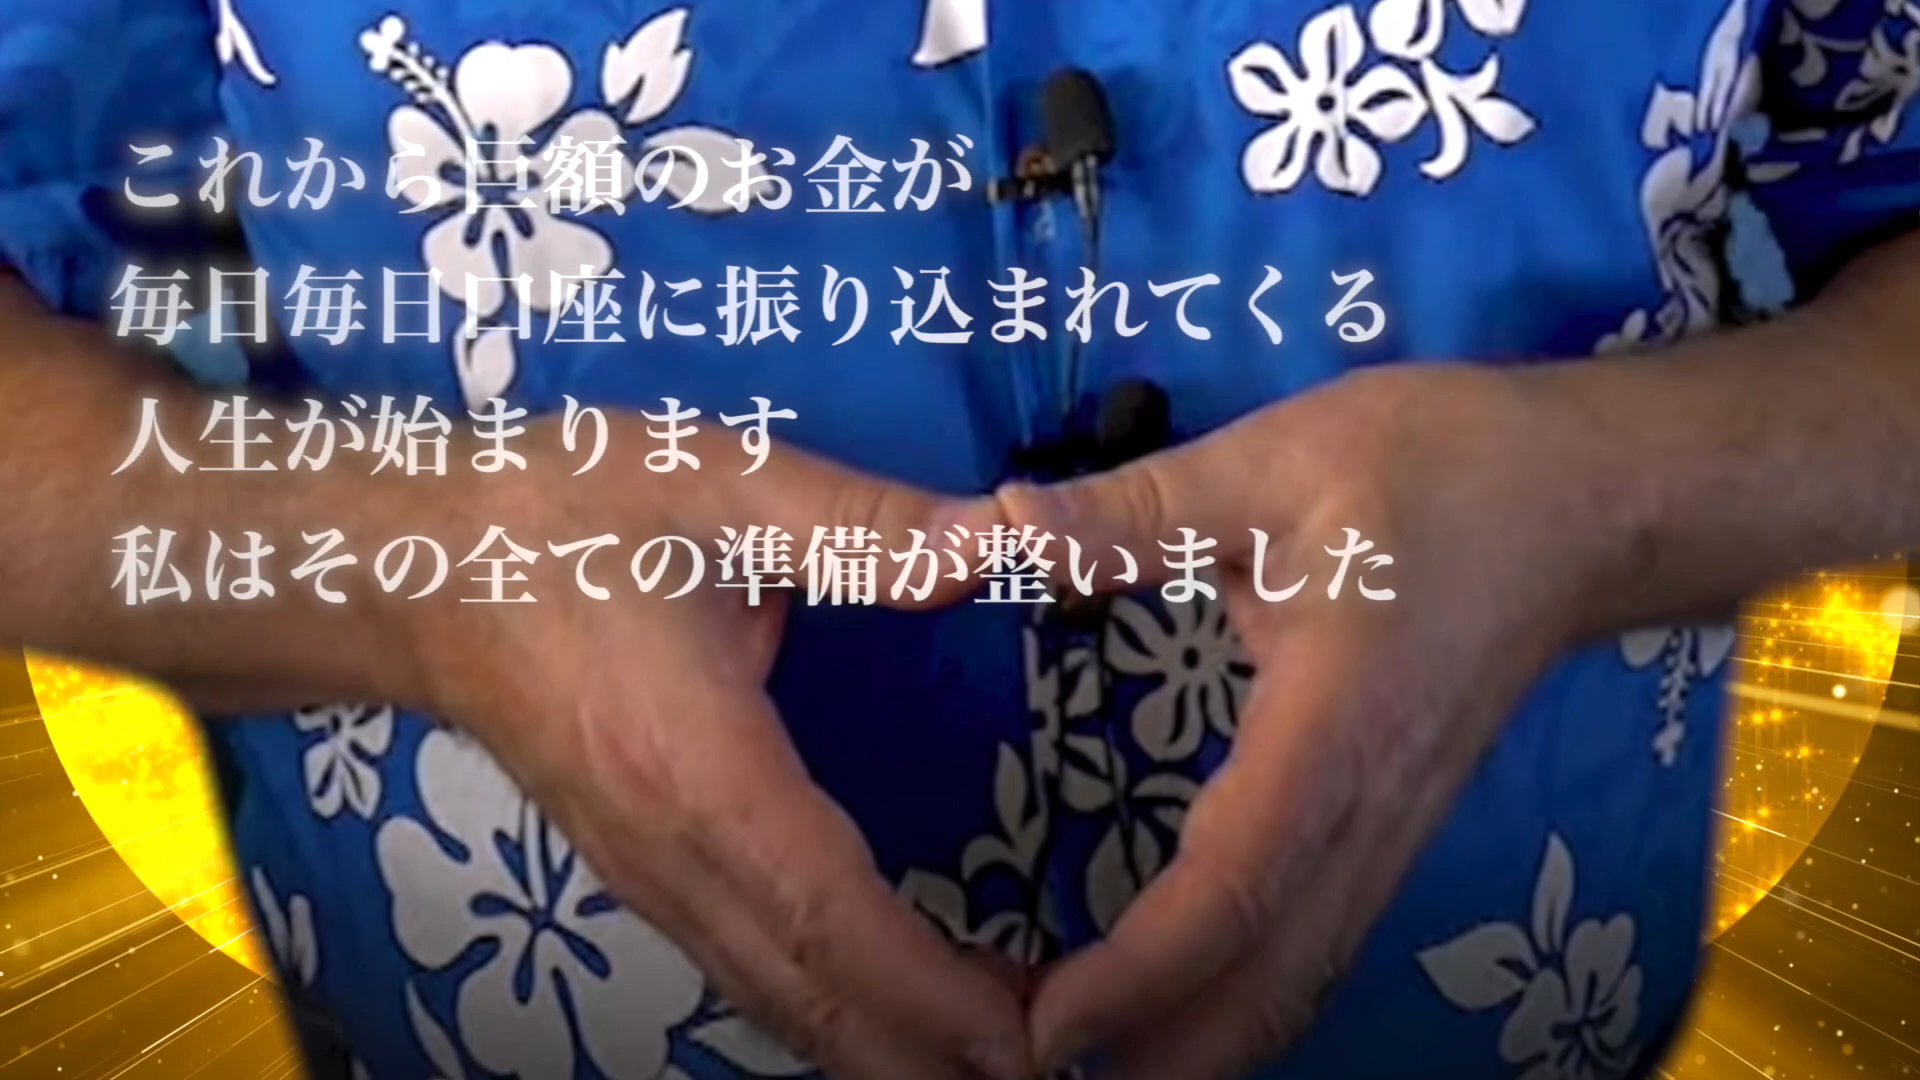 これから巨額のお金が
毎日毎日口座に振り込まれてくる
人生が始まります
私はその全ての準備が整いました